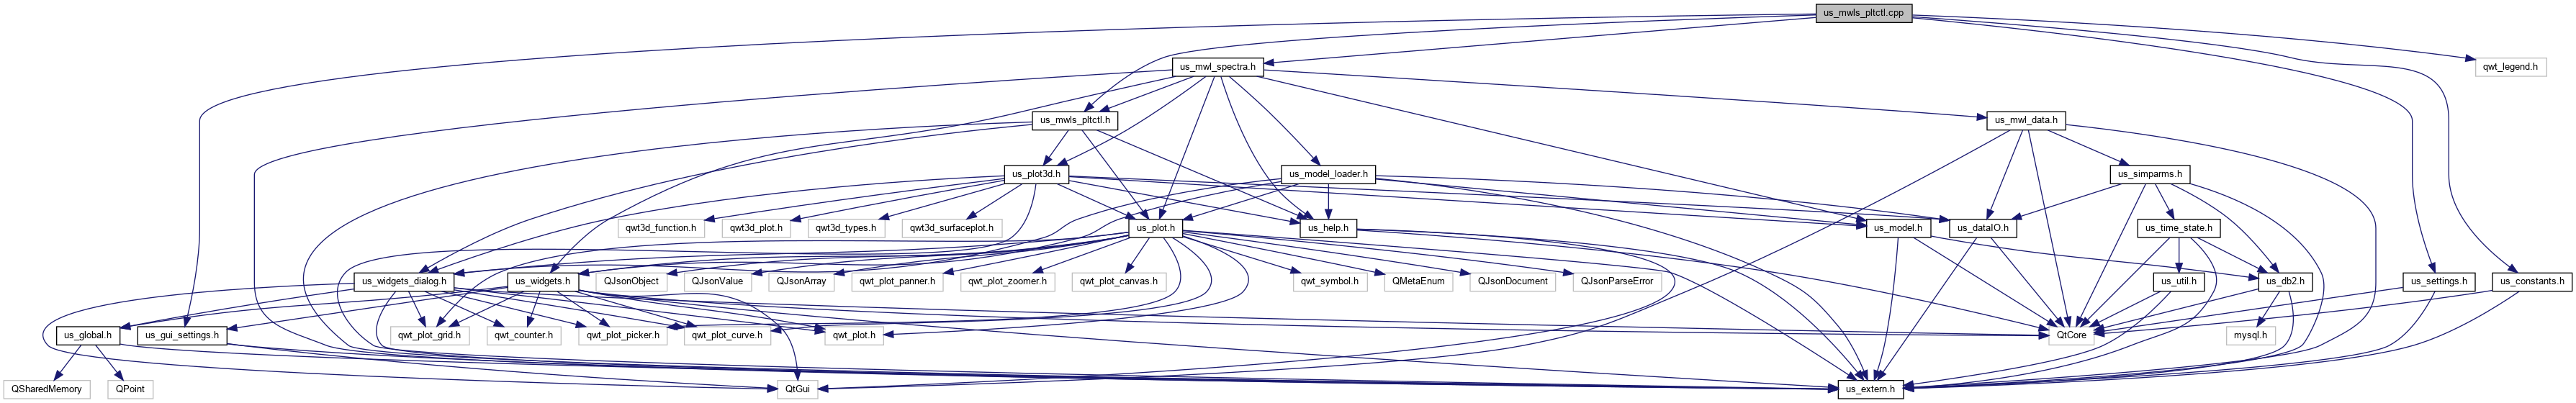 us_mwls_pltctl.cpp
us_mwl_spectra.h
qwt_legend.h
us_mwls_pltctl.h
us_mwl_data.h
us_plot3d.h
us_model_loader.h
us_simparms.h
qwt3d_function.h
qwt3d_plot.h
qwt3d_types.h
qwt3d_surfaceplot.h
us_plot.h
us_help.h
us_model.h
us_dataIO.h
us_time_state.h
us_widgets_dialog.h
us_widgets.h
QJsonObject
QJsonValue
QJsonArray
qwt_plot_panner.h
qwt_plot_zoomer.h
qwt_plot_canvas.h
qwt_symbol.h
QMetaEnum
QJsonDocument
QJsonParseError
us_util.h
us_db2.h
us_settings.h
us_constants.h
us_global.h
us_gui_settings.h
qwt_plot_grid.h
qwt_counter.h
qwt_plot_picker.h
qwt_plot_curve.h
qwt_plot.h
QtCore
mysql.h
QSharedMemory
QPoint
QtGui
us_extern.h